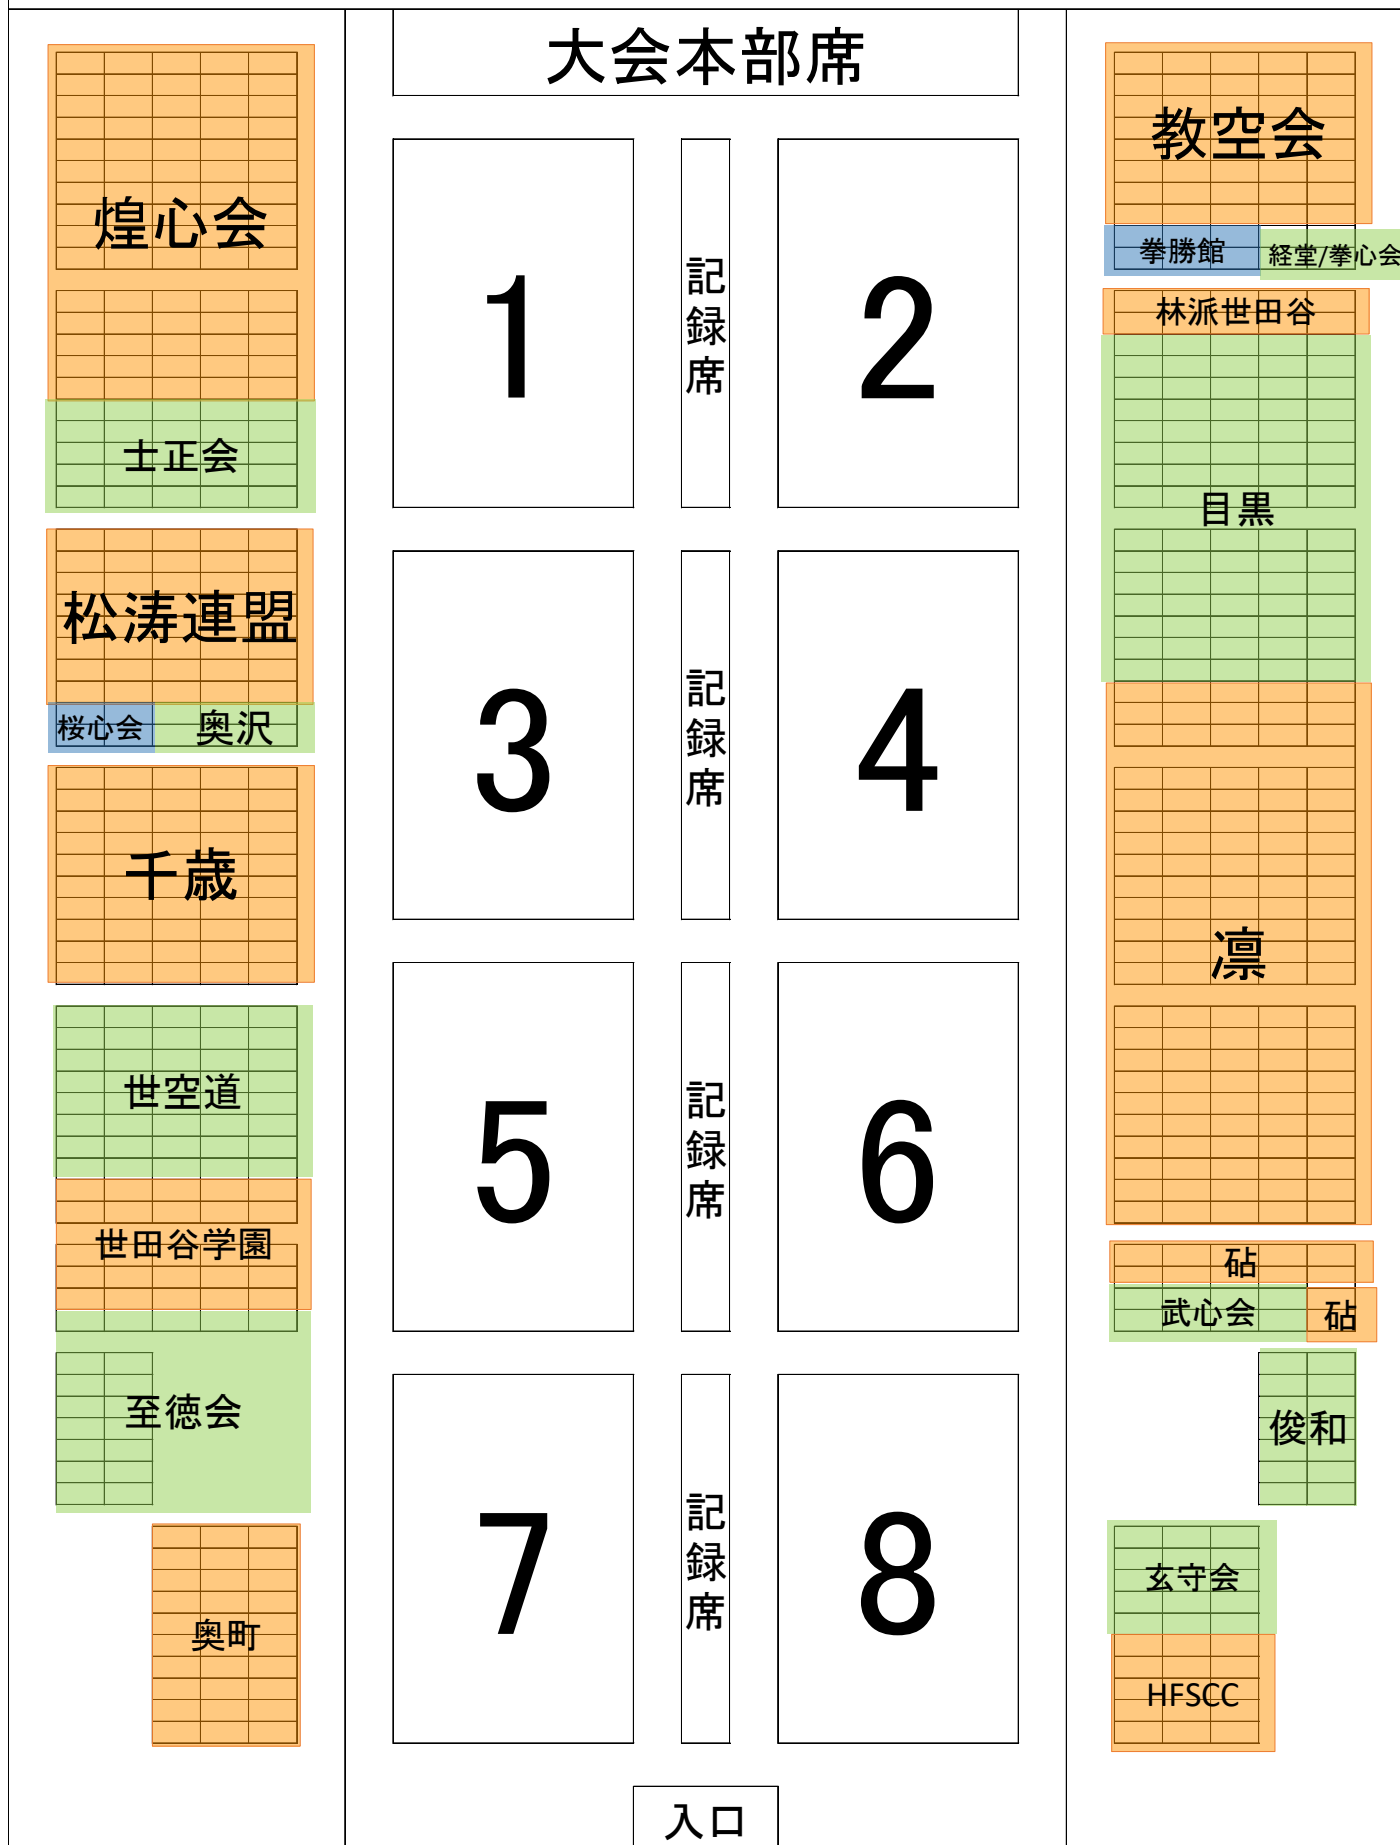 大会本部席
煌心会
士正会
松涛連盟
桜心会
奥沢
千歳
世空道
世田谷学園
至徳会
奥町
1
記録席
2
3
記録席
4
5
記録席
6
7
記録席
8
入口
教空会
拳勝館
経堂/拳心会
林派世田谷
目黒
凛
砧
武心会
砧
俊和
玄守会
HFSCC